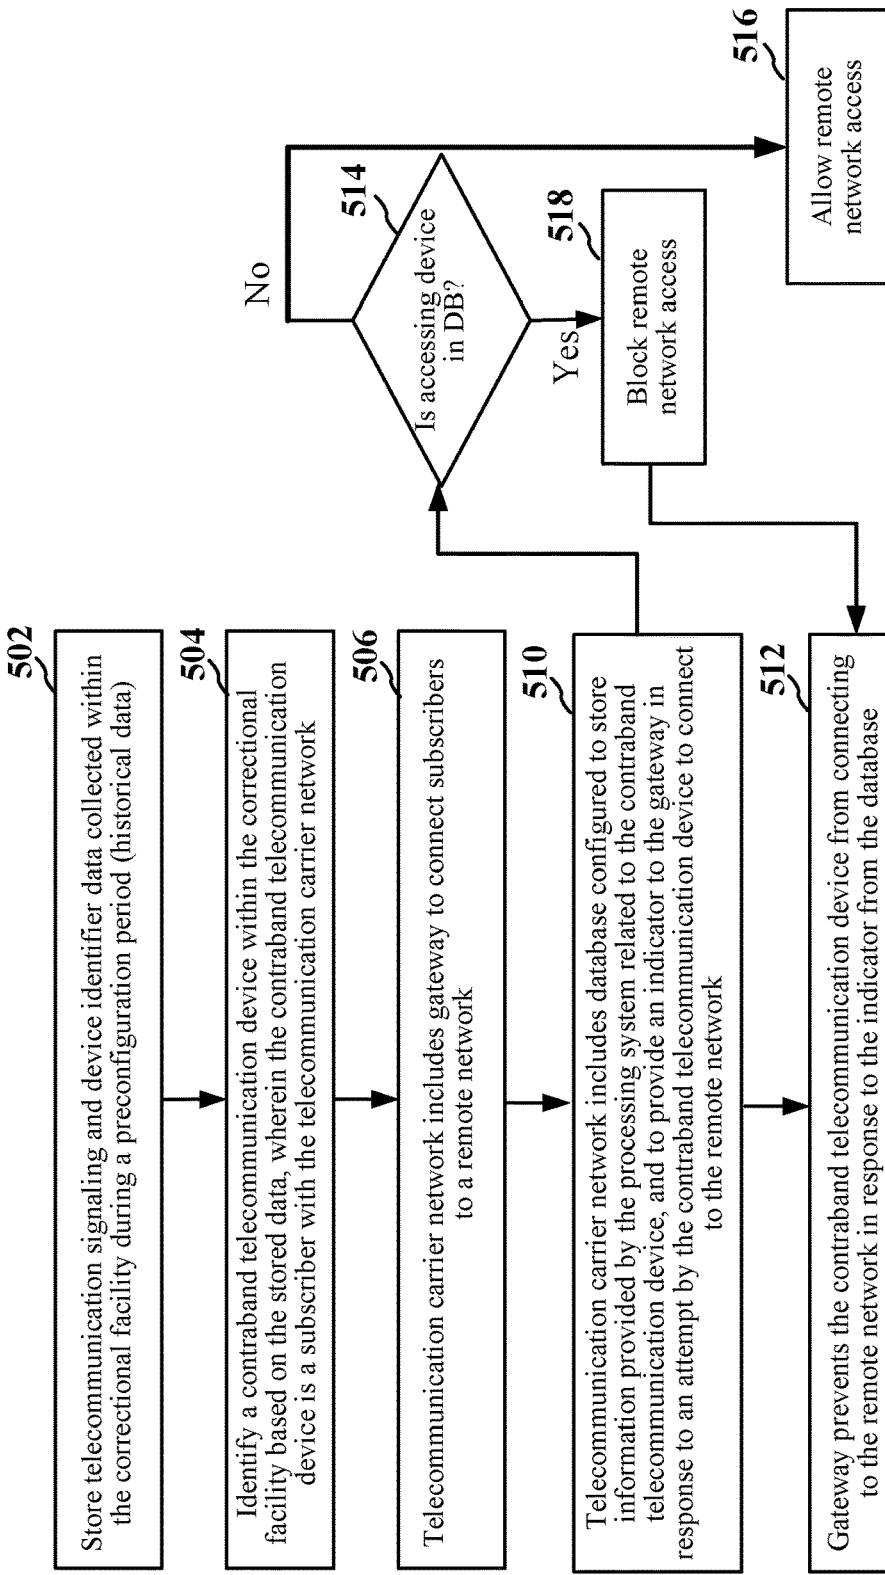 502
Store telecommunication signaling and device identifier data collected within
the correctional facility during a preconfiguration period (historical data)
504
Identify a contraband telecommunication device within the correctional
facility based on the stored data, wherein the contraband telecommunication
device is a subscriber with the telecommunication carrier network
506
Telecommunication carrier network includes gateway to connect subscribers
to a remote network
510
Telecommunication carrier network includes database configured to store
information provided by the processing system related to the contraband
telecommunication device, and to provide an indicator to the gateway in
response to an attempt by the contraband telecommunication device to connect
to the remote network
512
Gateway prevents the contraband telecommunication device from connecting
to the remote network in response to the indicator from the database
No
514
Is accessing device
in DB?
Yes
518
Block remote
network access
516
Allow remote
network access